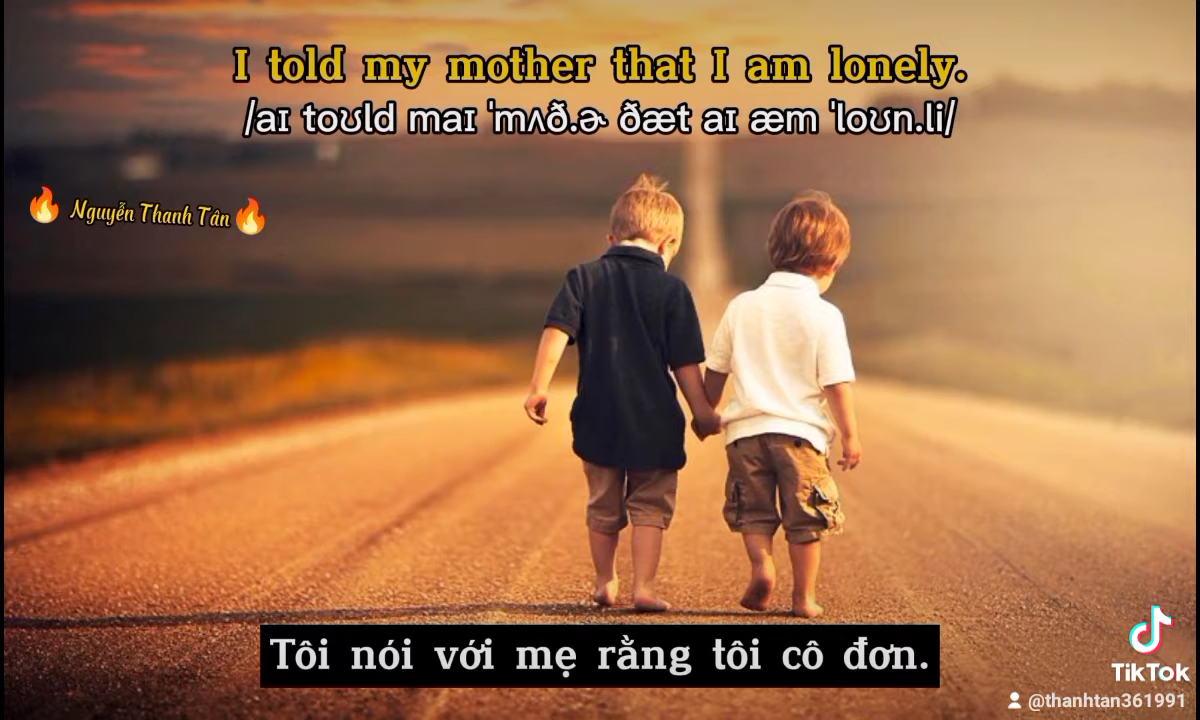 I told my mother that I am lonely.
/aɪ toʊld maɪ ˈmʌð.ɚ ðæt aɪ æm ˈloʊn.li/
🔥 Nguyễn Thanh Tân 🔥
Tôi nói với mẹ rằng tôi cô đơn.
TikTok
@thanhtan361991